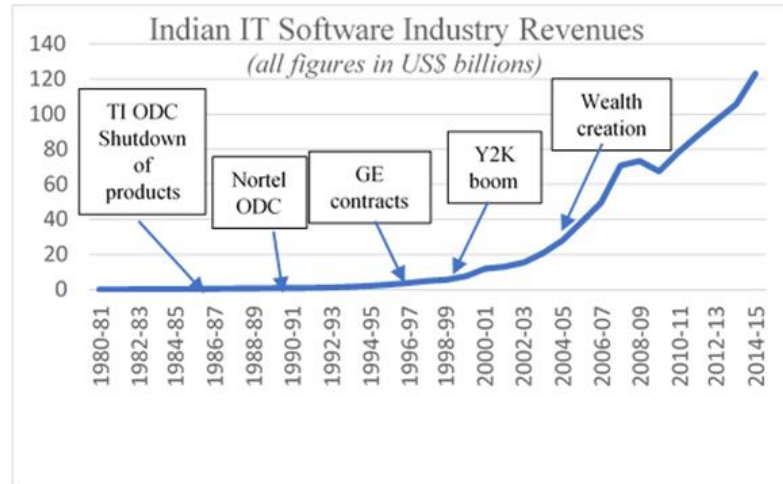 Indian IT Software Industry Revenues
(all figures in US$ billions)
140
120
100
80
60
40
20
0
TI ODC
Shutdown
of
products
Nortel
ODC
GE
contracts
Y2K
boom
Wealth
creation
1980-81
1982-83
1984-85
1986-87
1988-89
1990-91
1992-93
1994-95
1996-97
1998-99
2000-01
2002-03
2004-05
2006-07
2008-09
2010-11
2012-13
2014-15